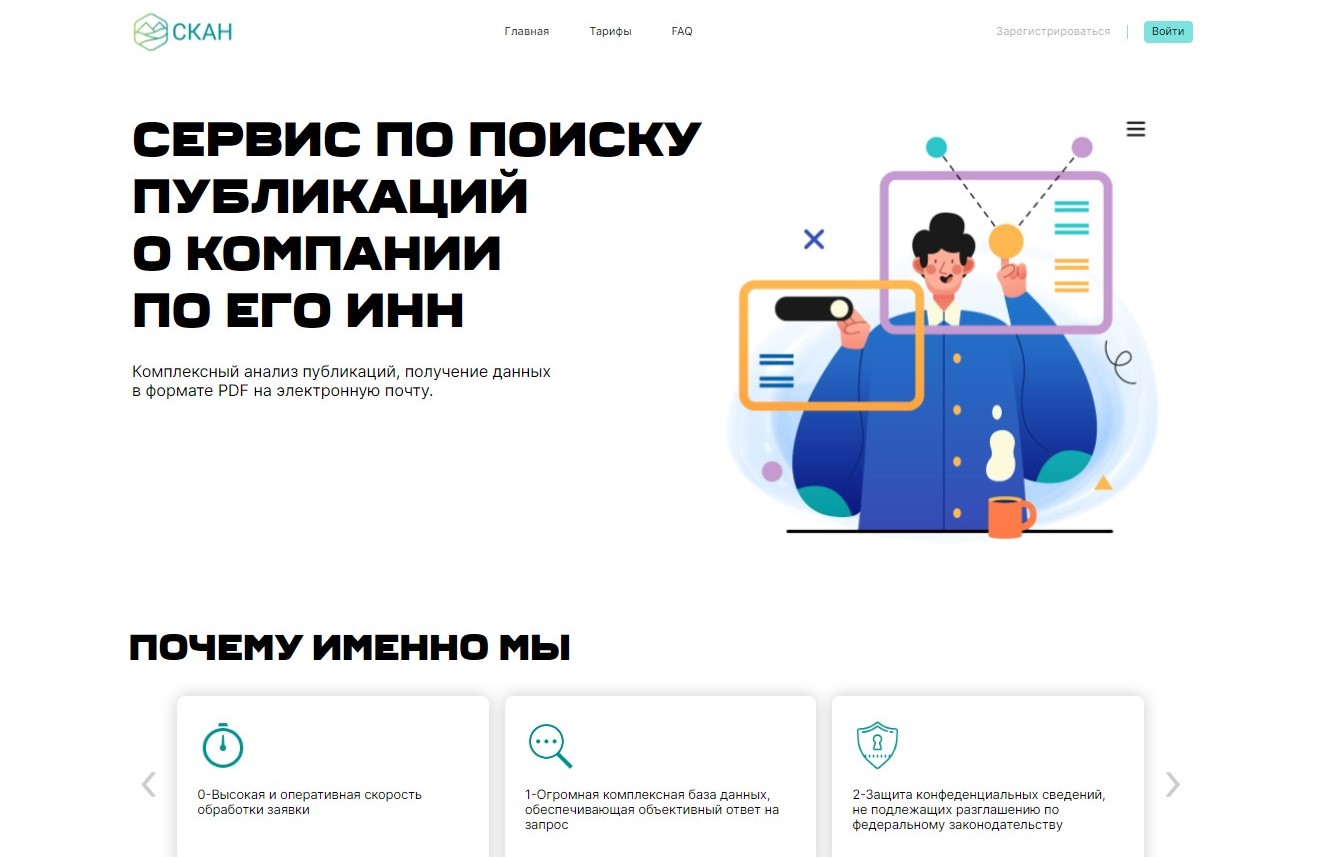 СКАН
Главная
Тарифы
FAQ
Зарегистрироваться
Войти
СЕРВИС ПО ПОИСКУ
ПУБЛИКАЦИЙ
О КОМПАНИИ
ПО ЕГО ИНН
Комплексный анализ публикаций, получение данных
в формате PDF на электронную почту.
ПОЧЕМУ ИМЕННО МЫ
0-Высокая и оперативная скорость
обработки заявки
1-Огромная комплексная база данных,
обеспечивающая объективный ответ на
запрос
2-Защита конфеденциальных сведений,
не подлежащих разглашению по
федеральному законодательству